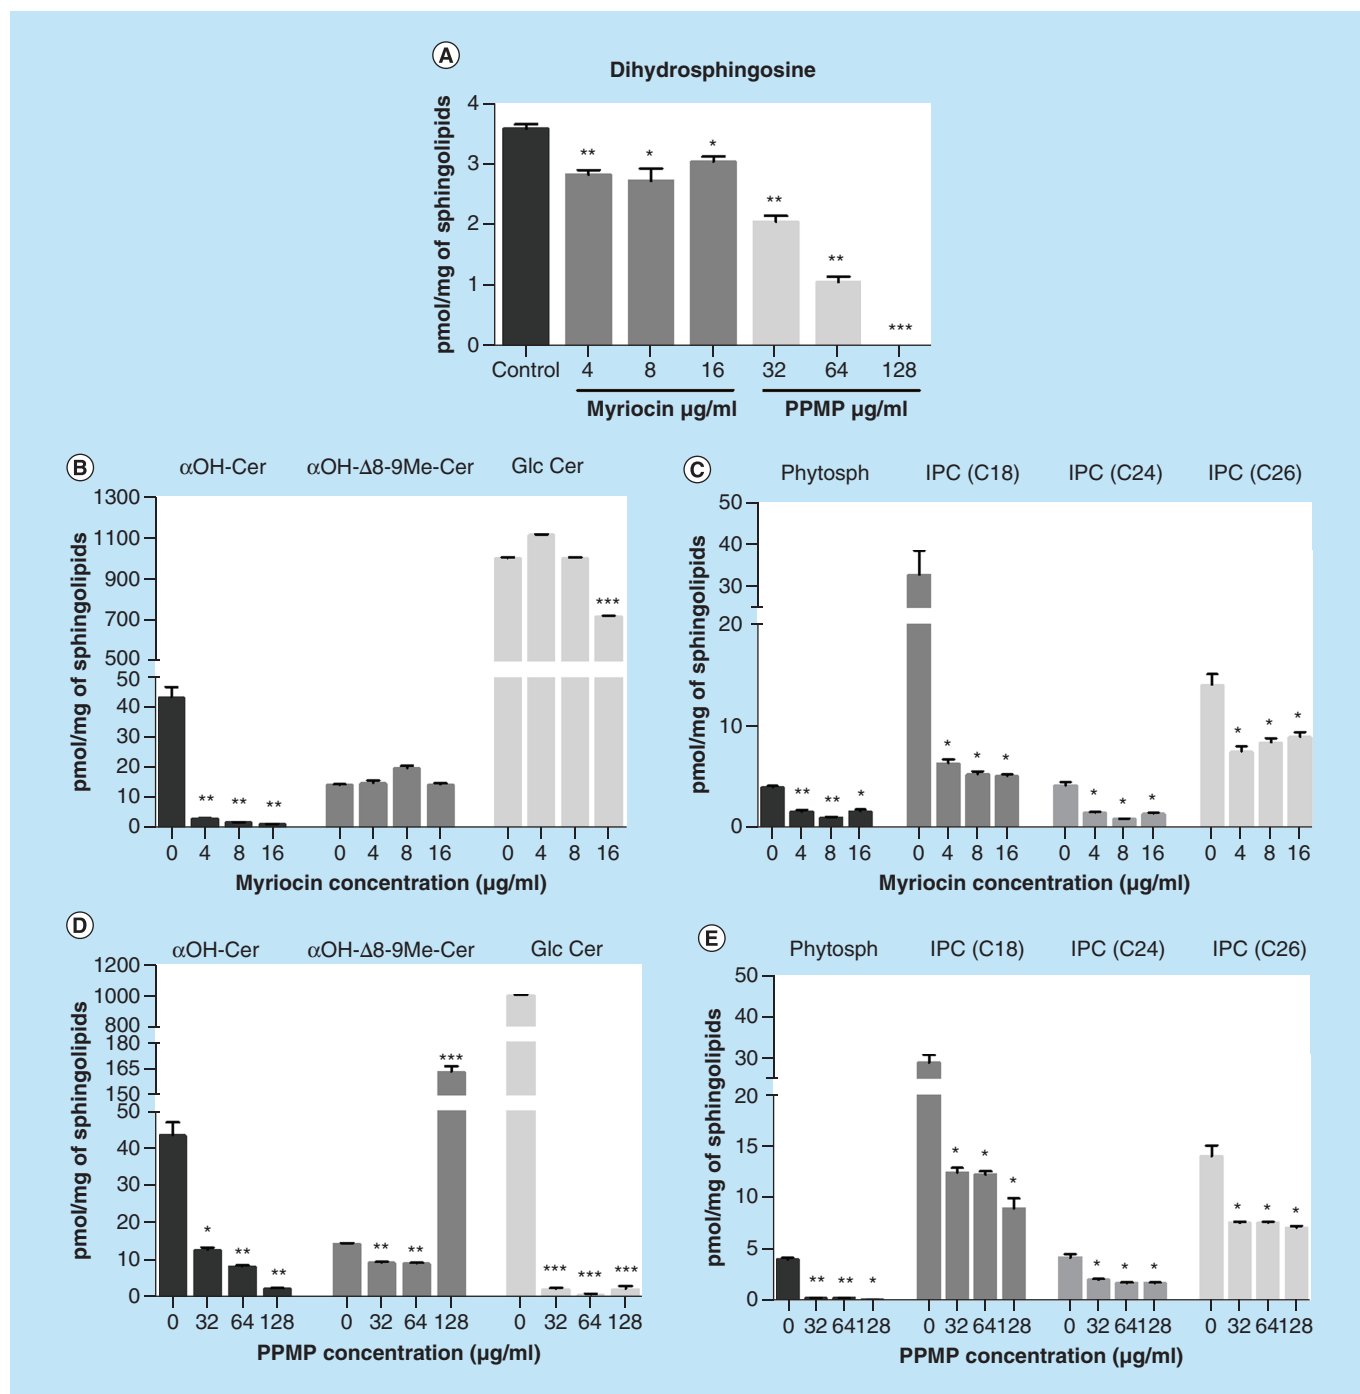 A
Dihydrosphingosine
pmol/mg of sphingolipids
4
3
2
1
0
** * * ** ** ***
Control 4 8 16 32 64 128
Myriocin µg/ml PPMP µg/ml
B
αOH-Cer αOH-Δ8-9Me-Cer Glc Cer
pmol/mg of sphingolipids
1300
1100
900
700
500
50
40
30
20
10
0
** ** ** ***
0 4 8 16 0 4 8 16 0 4 8 16
Myriocin concentration (µg/ml)
C
Phytosph IPC (C18) IPC (C24) IPC (C26)
pmol/mg of sphingolipids
50
40
30
20
10
0
** ** * * * * * * * * * *
0 4 8 16 0 4 8 16 0 4 8 16 0 4 8 16
Myriocin concentration (µg/ml)
D
αOH-Cer αOH-Δ8-9Me-Cer Glc Cer
pmol/mg of sphingolipids
1200
1000
800
180
165
150
50
40
30
20
10
0
* ** ** ** ** *** *** *** ***
0 32 64 128 0 32 64 128 0 32 64 128
PPMP concentration (µg/ml)
E
Phytosph IPC (C18) IPC (C24) IPC (C26)
pmol/mg of sphingolipids
50
40
30
20
15
10
5
0
** ** * * * * * * * * * *
0 32 64 128 0 32 64 128 0 32 64 128 0 32 64 128
PPMP concentration (µg/ml)